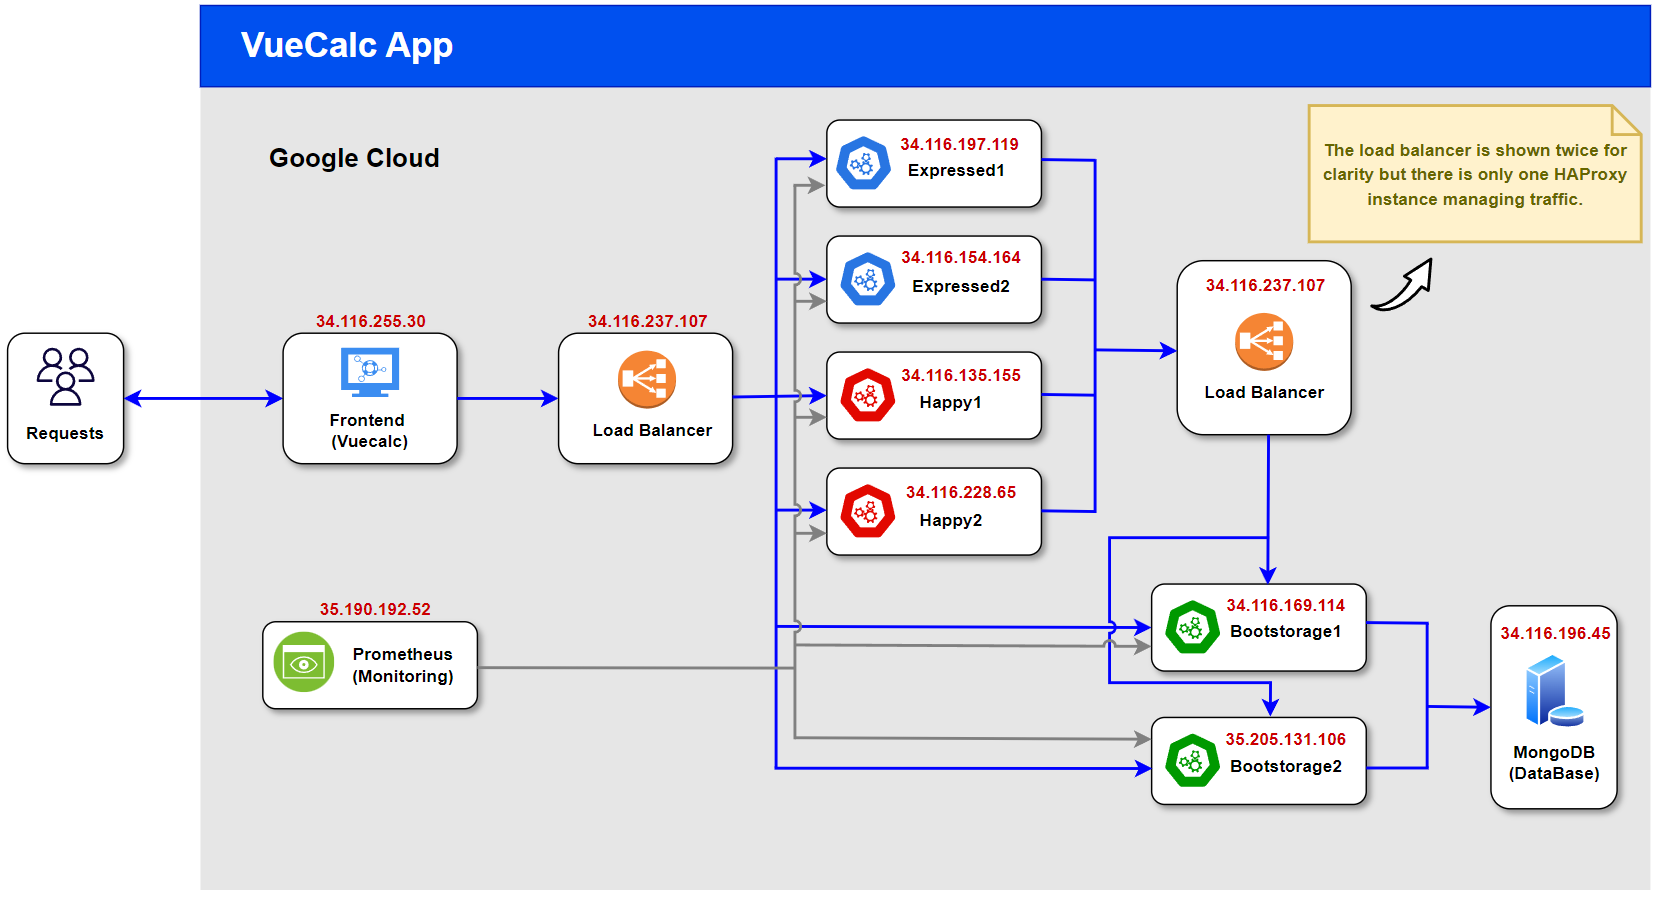 VueCalc App
Google Cloud
The load balancer is shown twice for
clarity but there is only one HAProxy
instance managing traffic.
34.116.197.119
Expressed1
34.116.154.164
Expressed2
34.116.237.107
Load Balancer
34.116.255.30
Frontend
(Vuecalc)
34.116.237.107
Load Balancer
Requests
34.116.135.155
Happy1
34.116.228.65
Happy2
35.190.192.52
Prometheus
(Monitoring)
34.116.169.114
Bootstorage1
35.205.131.106
Bootstorage2
34.116.196.45
MongoDB
(DataBase)